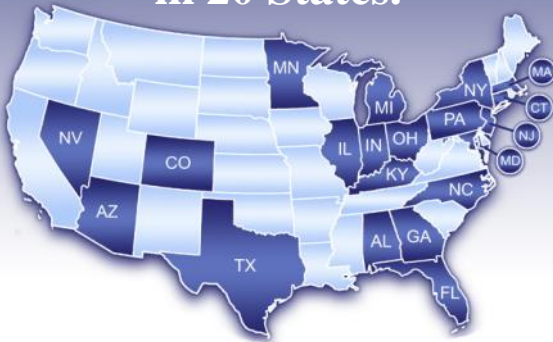 in 20 States.
MN
MA
NY
MI
CT
PA
NV
OH
NJ
IL
IN
CO
MD
KY
NC
AZ
AL
GA
TX
FL